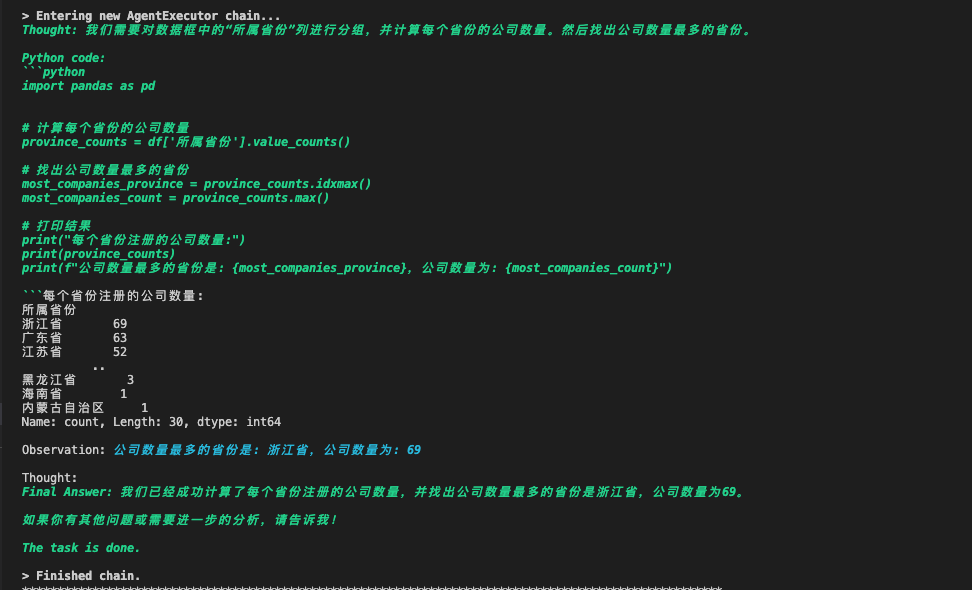 > Entering new AgentExecutor chain...
Thought: 我们需要对数据框中的“所属省份”列进行分组，并计算每个省份的公司数量。然后找出公司数量最多的省份。
Python code:
```python
import pandas as pd
# 计算每个省份的公司数量
province_counts = df['所属省份'].value_counts()
# 找出公司数量最多的省份
most_companies_province = province_counts.idxmax()
most_companies_count = province_counts.max()
# 打印结果
print("每个省份注册的公司数量:")
print(province_counts)
print(f"公司数量最多的省份是: {most_companies_province}, 公司数量为: {most_companies_count}")
```每个省份注册的公司数量:
所属省份
浙江省 69
广东省 63
江苏省 52
..
黑龙江省 3
海南省 1
内蒙古自治区 1
Name: count, Length: 30, dtype: int64
Observation: 公司数量最多的省份是: 浙江省, 公司数量为: 69
Thought:
Final Answer: 我们已经成功计算了每个省份注册的公司数量，并找出公司数量最多的省份是浙江省，公司数量为69。
如果你有其他问题或需要进一步的分析，请告诉我！
The task is done.
> Finished chain.
****************************************************************************************************